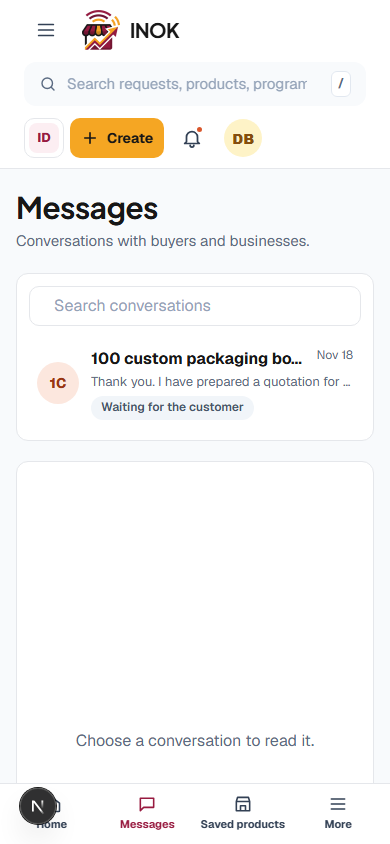 INOK
Search requests, products, program
/
ID
Create
DB
Messages
Conversations with buyers and businesses.
Search conversations
100 custom packaging bo...
Nov 18
1C
Thank you. I have prepared a quotation for ...
Waiting for the customer
Choose a conversation to read it.
N
Home
Messages
Saved products
More